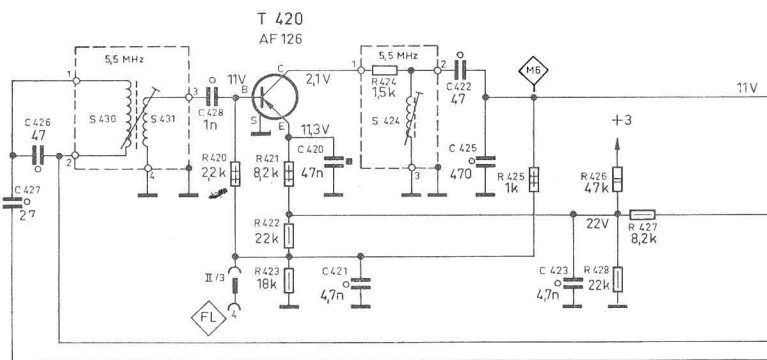 T 420
AF 126
5,5 MHz
5,5 MHz
M6
1
3
11V
B
C
2,1V
1
2
11V
C 426
47
S 430
S 431
C 428
1n
S
E
11,3V
R 424
1,5k
C 422
47
+3
S 424
2
4
R 420
2,2k
R 421
8,2k
C 420
47n
3
C 425
470
R 425
1k
R 426
47k
C 427
27
R 422
22k
22V
R 427
8,2k
II/3
R 423
18k
C 421
4,7n
C 423
4,7n
R 428
22k
FL
4